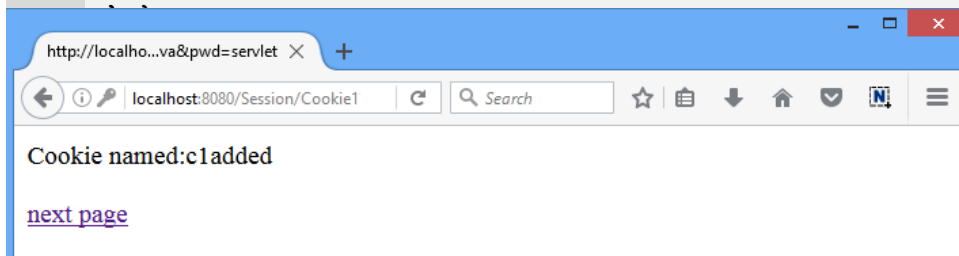 http://localho...va&pwd=servlet
localhost:8080/Session/Cookie1
Search
Cookie named:c1added
next page